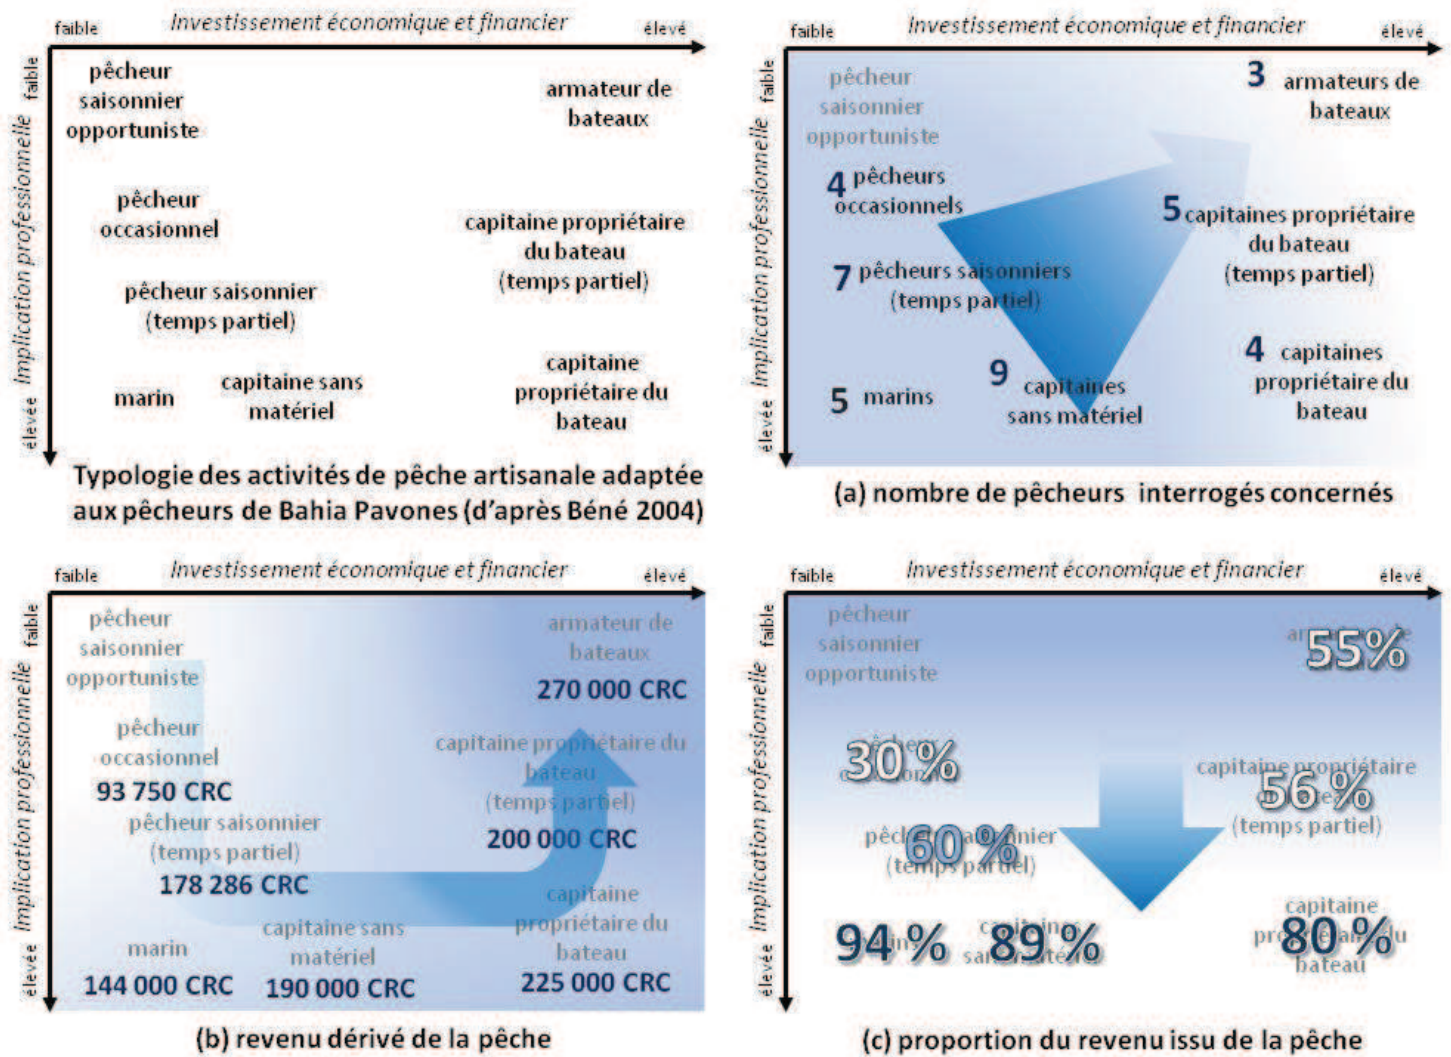 faible Investissement économique et financier élevé
Implication professionnelle
faible
élevée
pêcheur
saisonnier
opportuniste
armateur de
bateaux
pêcheur
occasionnel
capitaine propriétaire
du bateau
(temps partiel)
pêcheur saisonnier
(temps partiel)
marin
capitaine sans
matériel
capitaine
propriétaire du
bateau
Typologie des activités de pêche artisanale adaptée
aux pêcheurs de Bahia Pavones (d'après Béné 2004)
faible Investissement économique et financier élevé
Implication professionnelle
faible
élevée
pêcheur
saisonnier
opportuniste
3 armateurs de
bateaux
4 pêcheurs
occasionnels
5 capitaines propriétaire
du bateau
(temps partiel)
7 pêcheurs saisonniers
(temps partiel)
5 marins
9 capitaines
sans matériel
4 capitaines
propriétaire du
bateau
(a) nombre de pêcheurs interrogés concernés
faible Investissement économique et financier élevé
Implication professionnelle
faible
élevée
pêcheur
saisonnier
opportuniste
armateur de
bateaux
270 000 CRC
pêcheur
occasionnel
93 750 CRC
capitaine propriétaire du
bateau
(temps partiel)
200 000 CRC
pêcheur saisonnier
(temps partiel)
178 286 CRC
marin
144 000 CRC
capitaine sans
matériel
190 000 CRC
capitaine
propriétaire du
bateau
225 000 CRC
(b) revenu dérivé de la pêche
faible Investissement économique et financier élevé
Implication professionnelle
faible
élevée
pêcheur
saisonnier
opportuniste
55%
30 %
capitaine propriétaire
56 %
(temps partiel)
60 %
(temps partiel)
94 %
89 %
capitaine
80 %
bateau
(c) proportion du revenu issu de la pêche